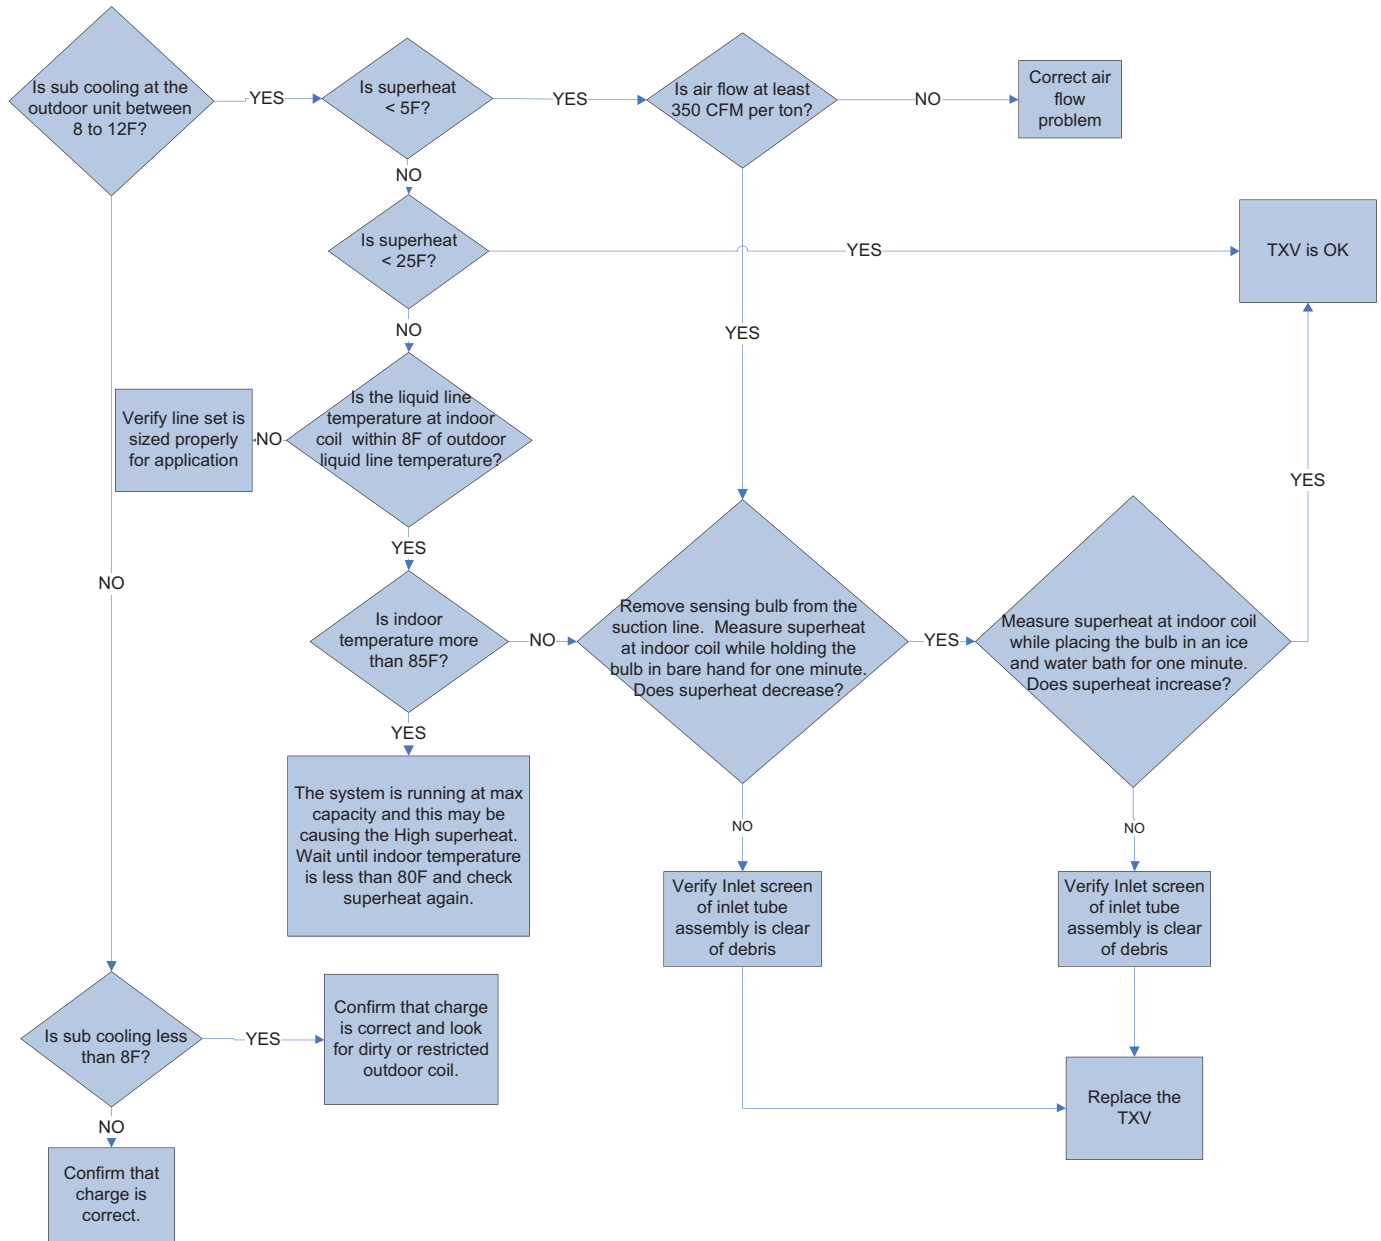 Is sub cooling at the
outdoor unit between
8 to 12F?
YES
Is superheat
< 5F?
YES
Is air flow at least
350 CFM per ton?
NO
Correct air
flow
problem
NO
Is superheat
< 25F?
YES
TXV is OK
NO
YES
Is the liquid line
temperature at indoor
coil within 8F of outdoor
liquid line temperature?
NO
Verify line set is
sized properly
for application
YES
YES
NO
Is indoor
temperature more
than 85F?
NO
Remove sensing bulb from the
suction line. Measure superheat
at indoor coil while holding the
bulb in bare hand for one minute.
Does superheat decrease?
YES
Measure superheat at indoor coil
while placing the bulb in an ice
and water bath for one minute.
Does superheat increase?
YES
The system is running at max
capacity and this may be
causing the High superheat.
Wait until indoor temperature
is less than 80F and check
superheat again.
NO
NO
Verify Inlet screen
of inlet tube
assembly is clear
of debris
Verify Inlet screen
of inlet tube
assembly is clear
of debris
Is sub cooling less
than 8F?
YES
Confirm that charge
is correct and look
for dirty or restricted
outdoor coil.
Replace the
TXV
NO
Confirm that
charge is
correct.